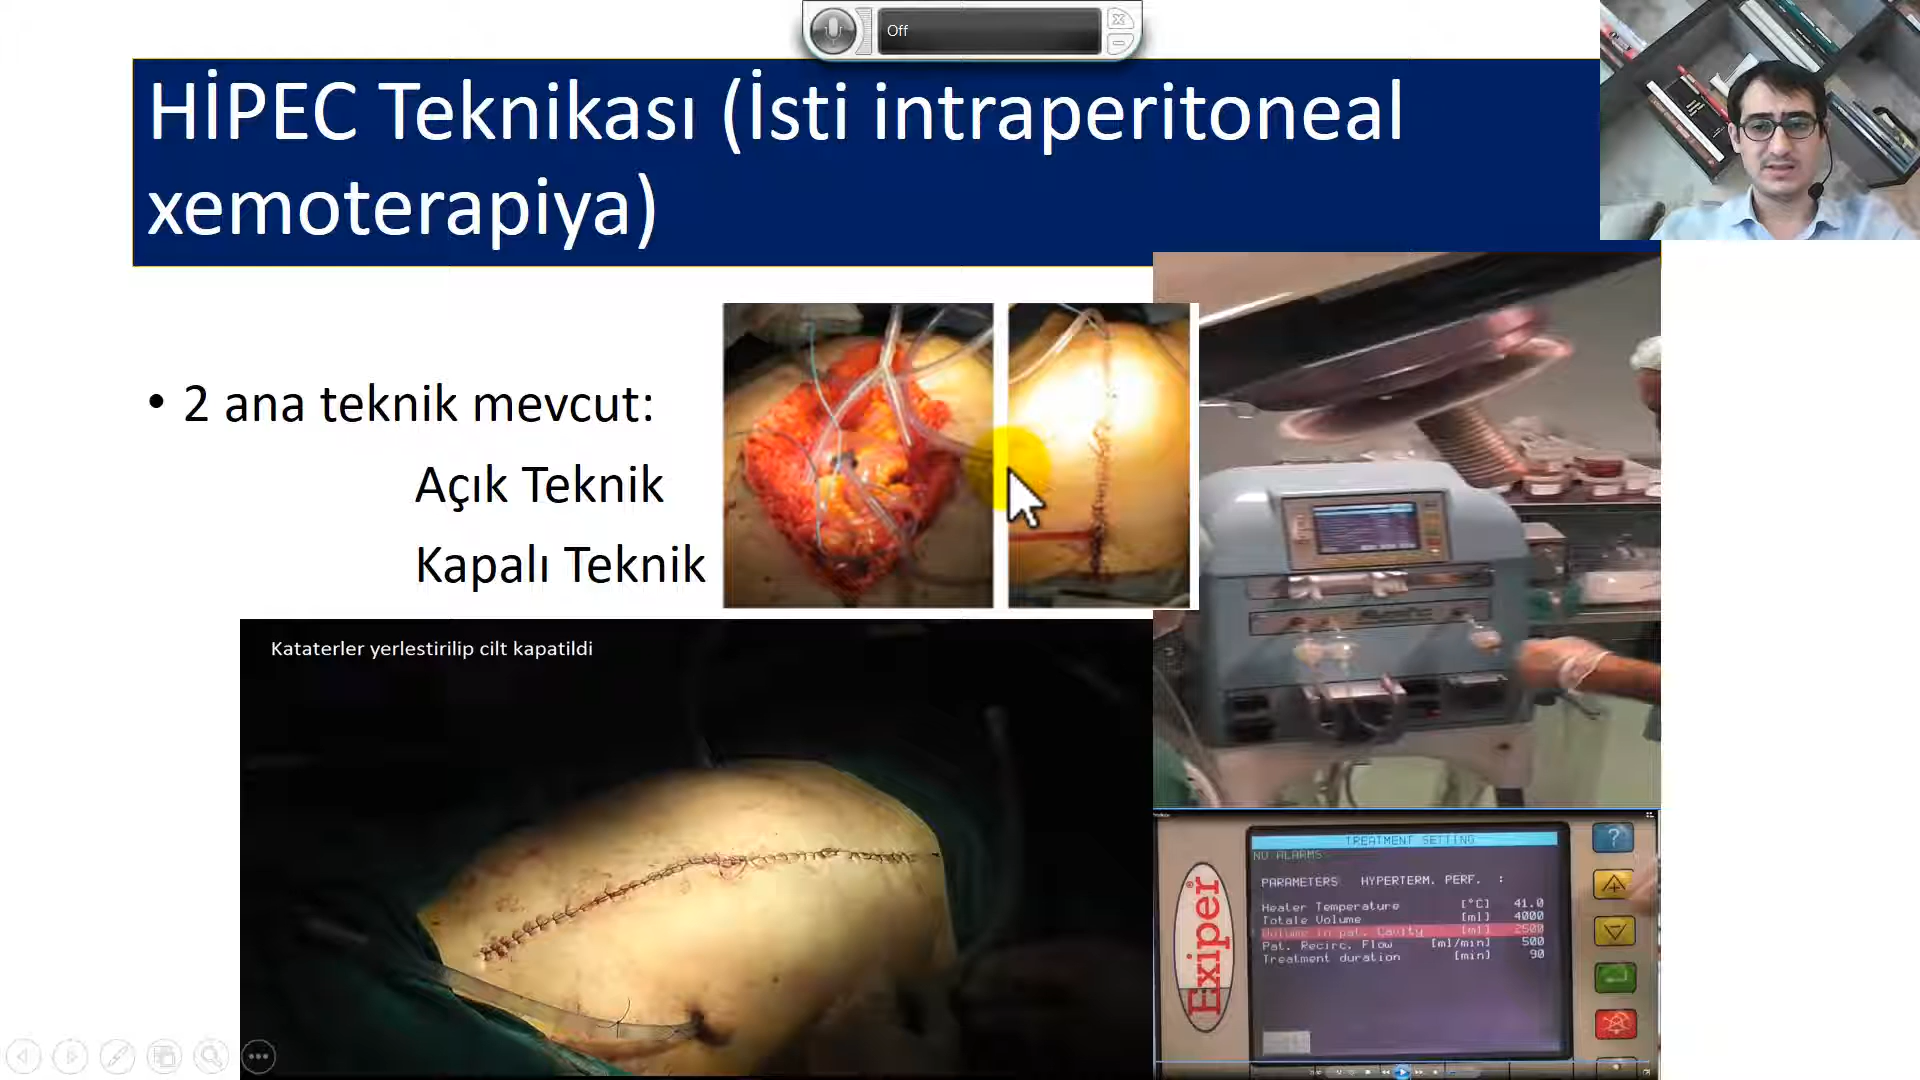 Off
HİPEC Teknikası (İsti intraperitoneal
xemoterapiya)
• 2 ana teknik mevcut:
Açık Teknik
Kapalı Teknik
Kataterler yerlestirilip cilt kapatildi
Exiper
TREATMENT SETTING
NO ALARMS
PARAMETERS HYPERTERM. PERF. :
Heater Temperature [°C] 41.0
Totale Volume [ml] 4000
Volume in pat. Cavity [ml] 2500
Pat. Recirc. Flow [ml/min] 500
Treatment duration [min] 90
?